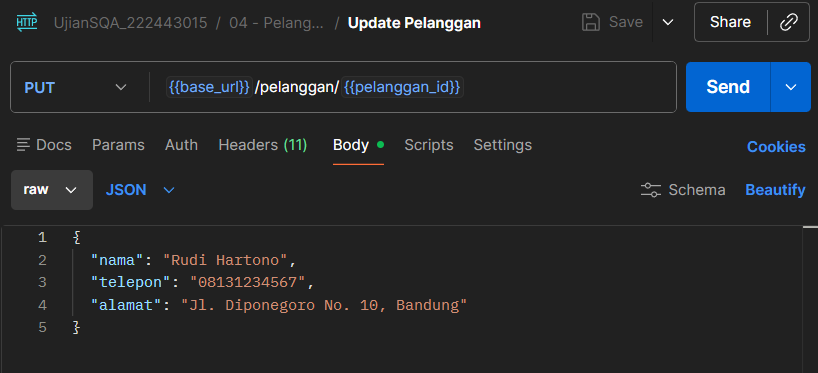 HTTP UjianSQA_222443015 / 04 - Pelang... / Update Pelanggan Save Share
PUT {{base_url}} /pelanggan/ {{pelanggan_id}} Send
Docs Params Auth Headers (11) Body Scripts Settings Cookies
raw JSON Schema Beautify
1 {
2 "nama": "Rudi Hartono",
3 "telepon": "08131234567",
4 "alamat": "Jl. Diponegoro No. 10, Bandung"
5 }